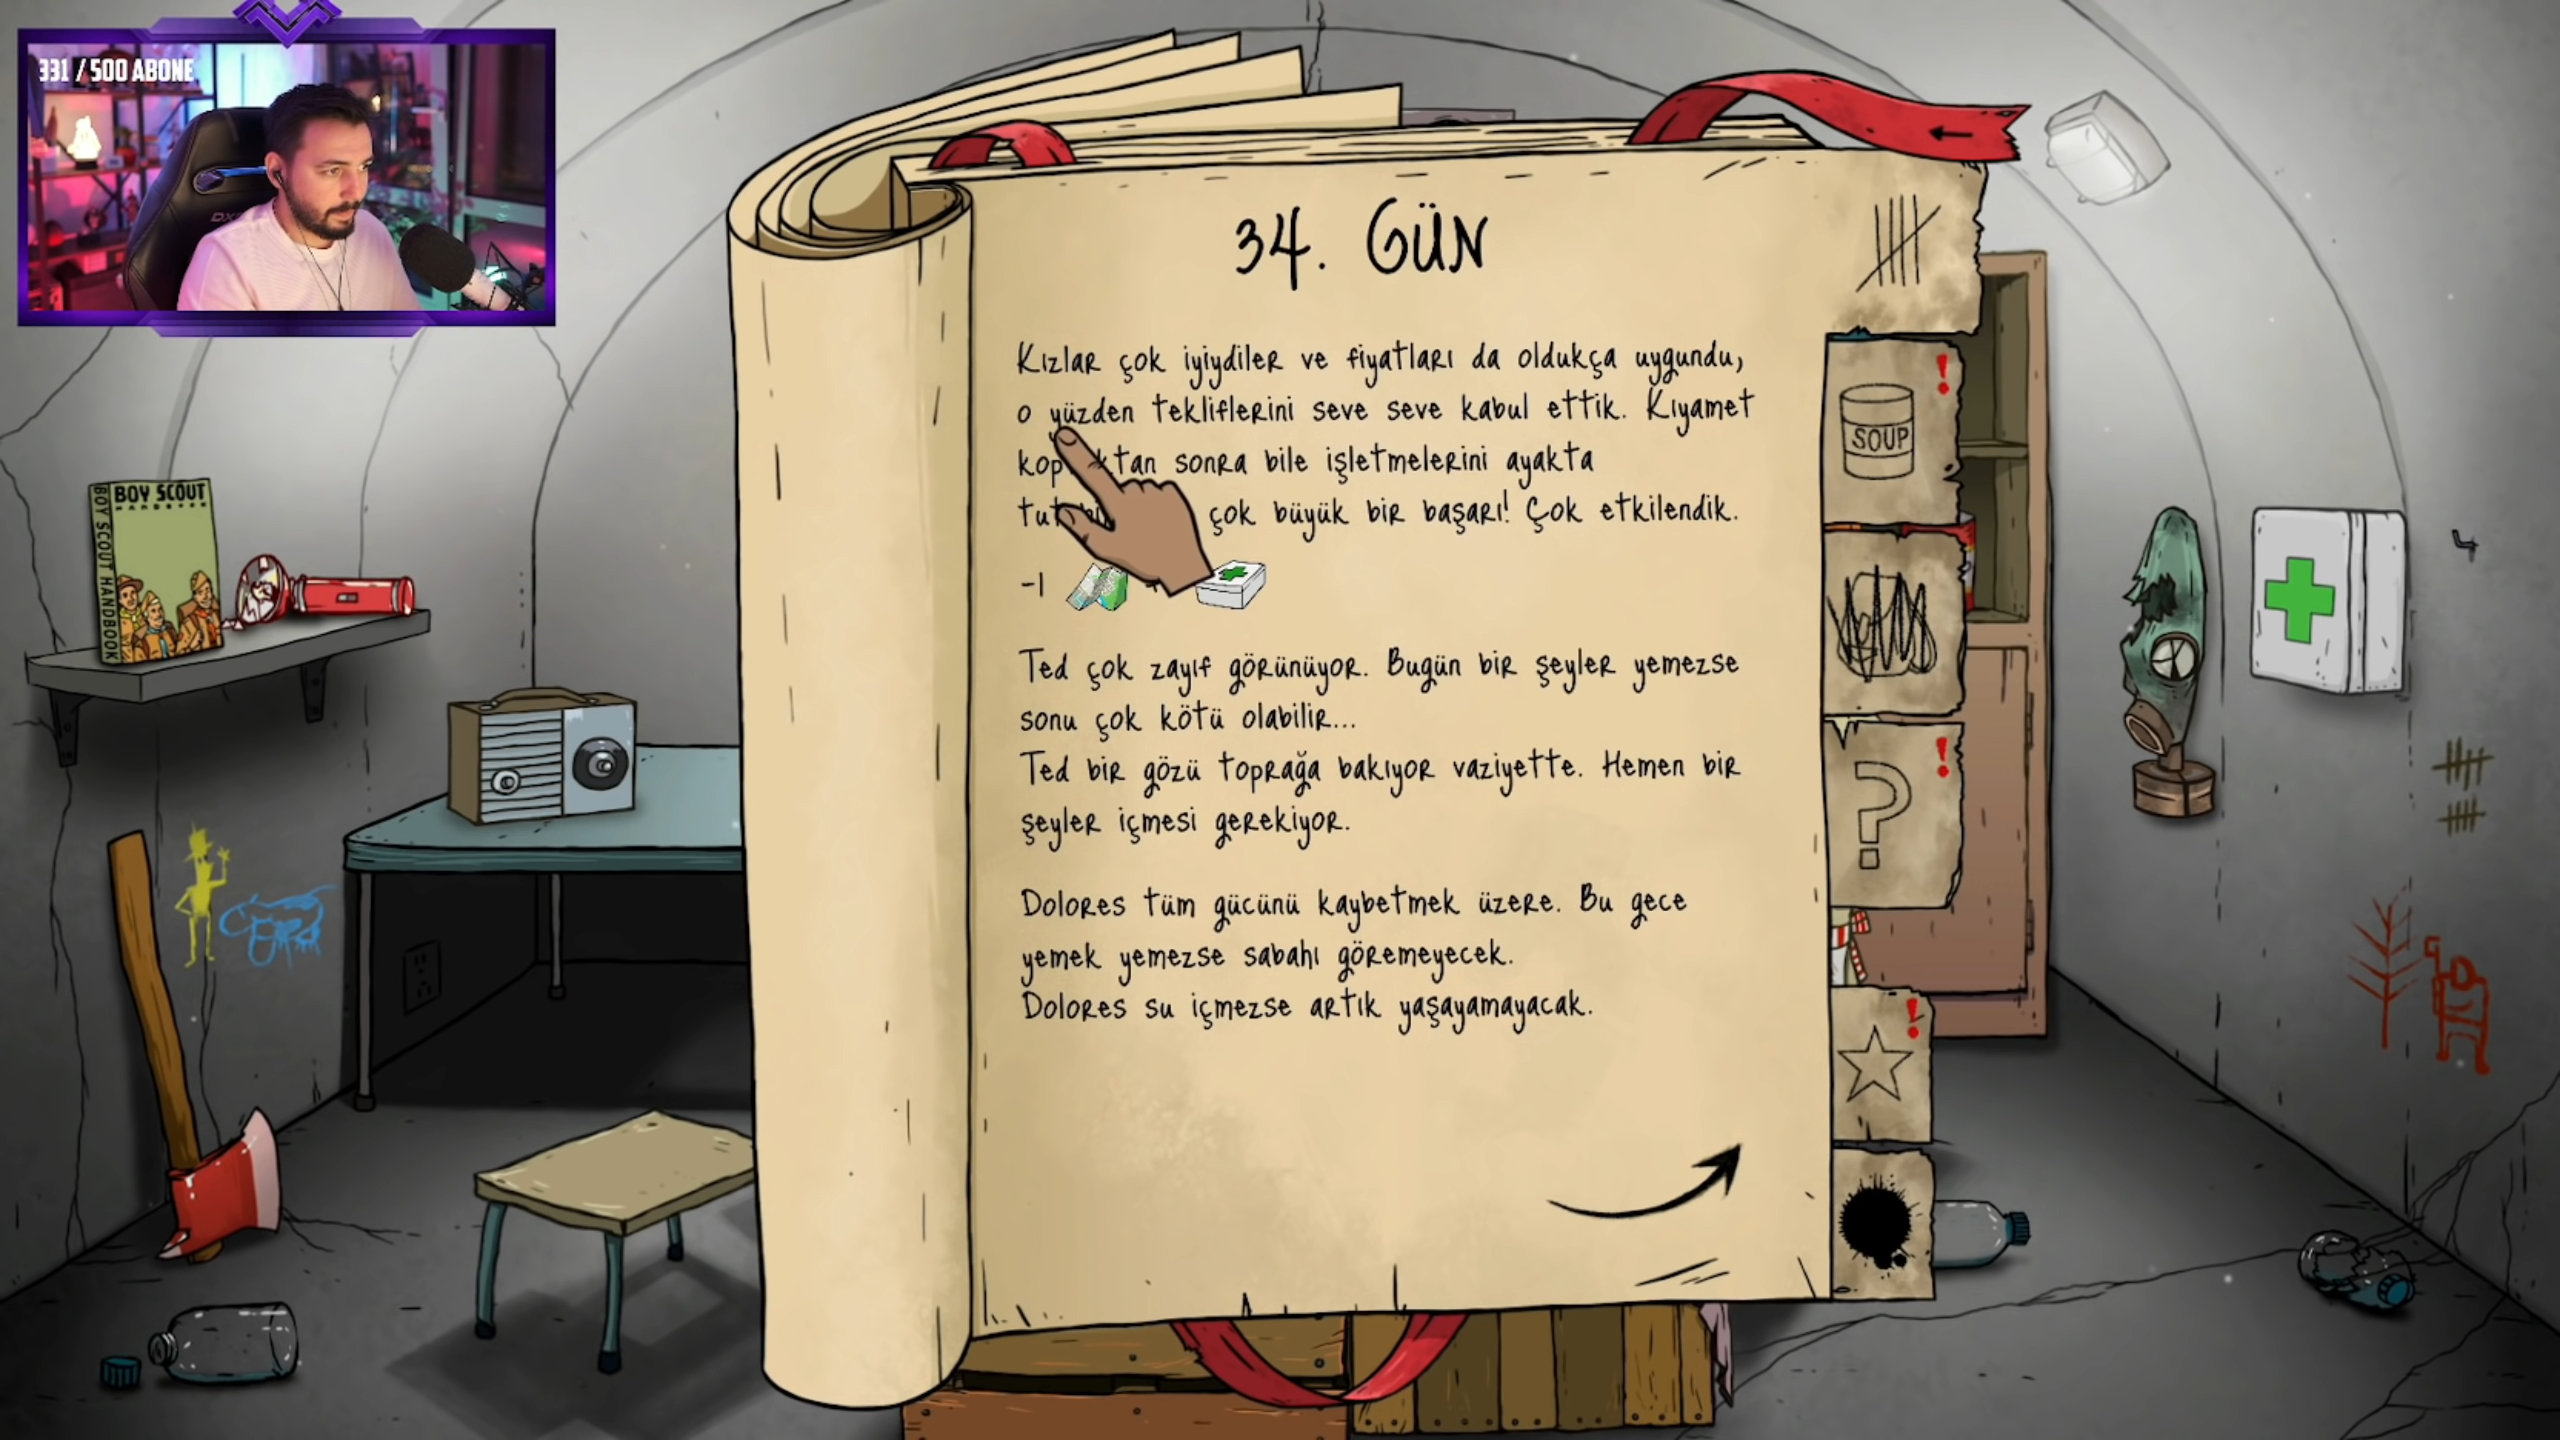 331 / 500 ABONE
34. GÜN
Kızlar çok iyiydiler ve fiyatları da oldukça uygundu,
o yüzden tekliflerini seve seve kabul ettik. Kıyamet
sonra bile işletmelerini ayakta
çok büyük bir başarı! Çok etkilendik.
-1
Ted çok zayıf görünüyor. Bugün bir şeyler yemezse
sonu çok kötü olabilir...
Ted bir gözü toprağa bakıyor vaziyette. Hemen bir
şeyler içmesi gerekiyor.
Dolores tüm gücünü kaybetmek üzere. Bu gece
yemek yemezse sabahı göremeyecek.
Dolores su içmezse artık yaşayamayacak.
SOUP
BOY SCOUT
HANDBOOK
BOY SCOUT HANDBOOK